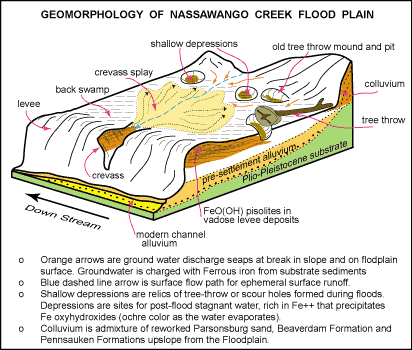 GEOMORPHOLOGY OF NASSAWANGO CREEK FLOOD PLAIN
shallow depressions
old tree throw mound and pit
crevass splay
back swamp
colluvium
levee
tree throw
crevass
pre-settlement alluvium
Plio-Pleistocene substrate
Down Stream
FeO(OH) pisolites in
vadose levee deposits
modern channel
alluvium
o Orange arrows are ground water discharge seaps at break in slope and on flodplain
surface. Groundwater is charged with Ferrous iron from substrate sediments
o Blue dashed line arrow is surface flow path for ephemeral surface runoff.
o Shallow depressions are relics of tree-throw or scour holes formed during floods.
Depressions are sites for post-flood stagnant water, rich in Fe++ that precipitates
Fe oxyhydroxides (ochre color as the water evaporates).
o Colluvium is admixture of reworked Parsonsburg sand, Beaverdam Formation and
Pennsauken Formations upslope from the Floodplain.